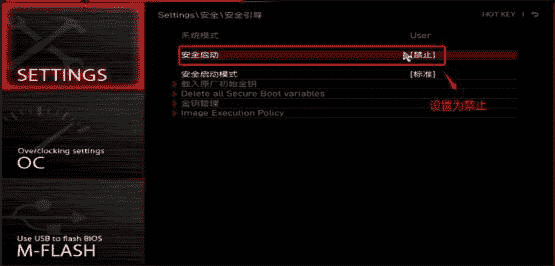 Settings\安全\安全引导
HOT KEY
系统模式 User
安全启动 [禁止]
安全启动模式 [标准]
载入原厂初始金钥
Delete all Secure Boot variables
金钥管理
Image Execution Policy
设置为禁止
SETTINGS
Overclocking settings
OC
Use USB to flash BIOS
M-FLASH